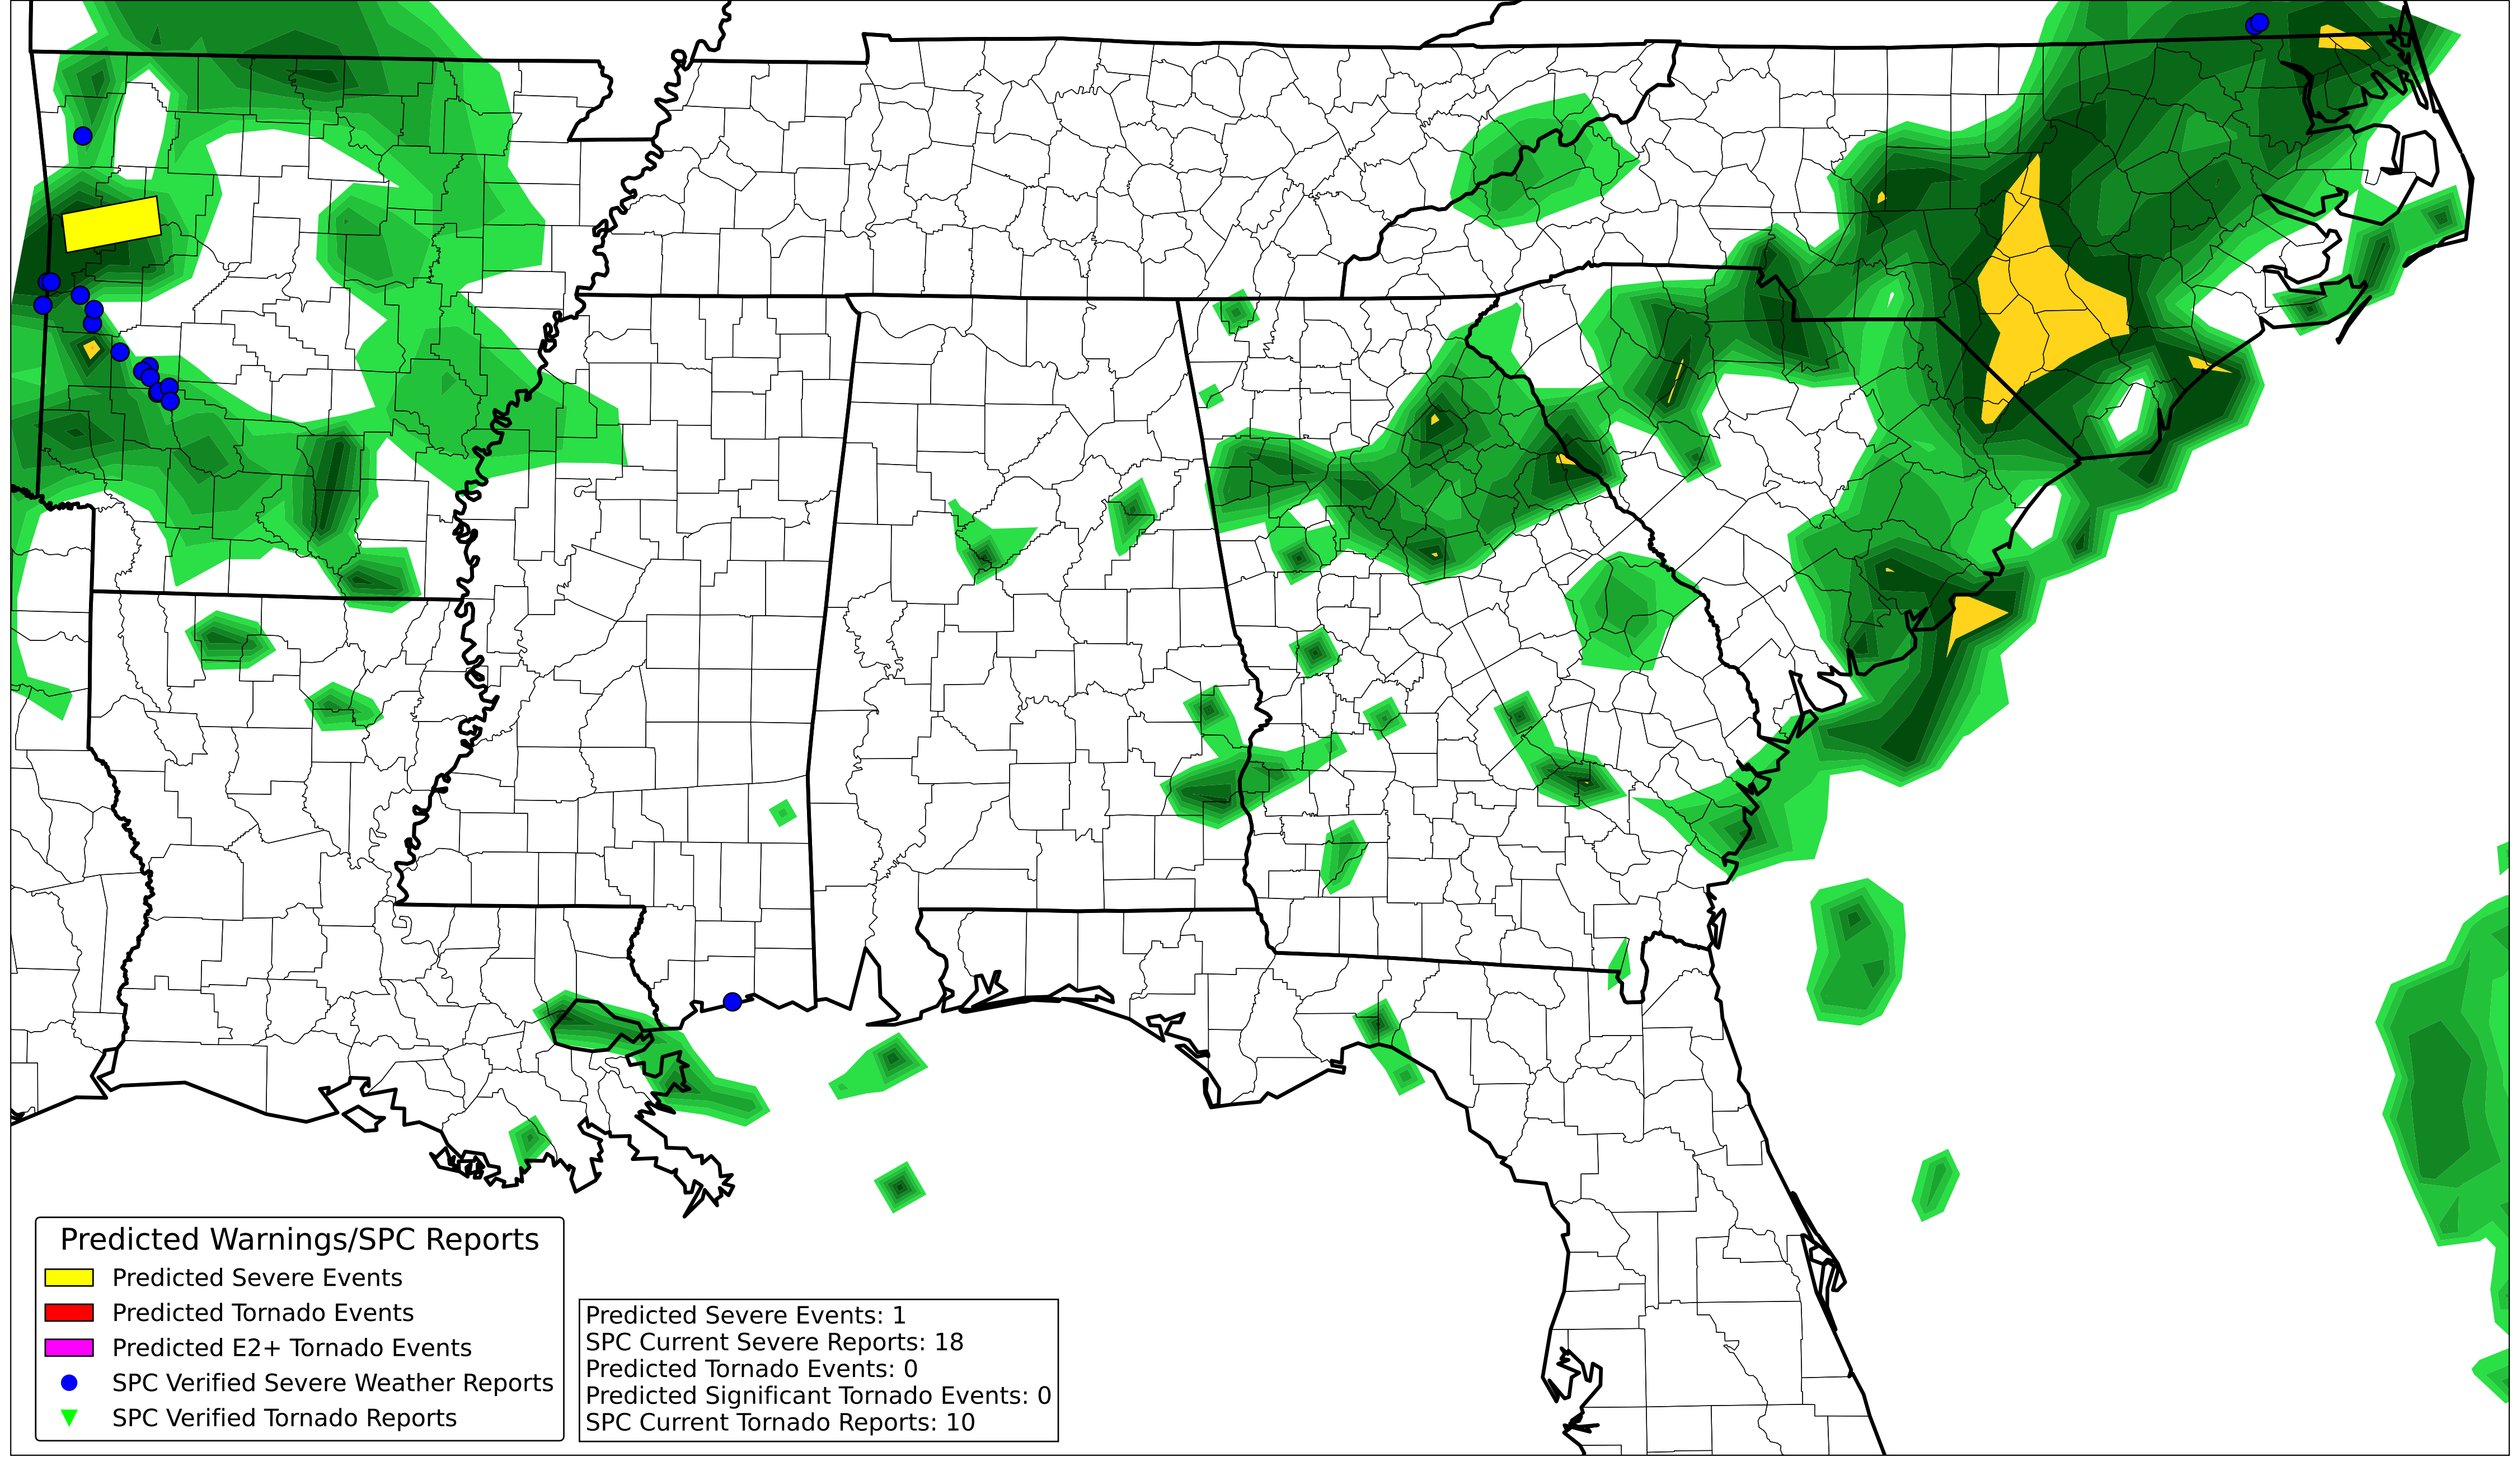 Predicted Warnings/SPC Reports
Predicted Severe Events
Predicted Tornado Events
Predicted E2+ Tornado Events
SPC Verified Severe Weather Reports
SPC Verified Tornado Reports
Predicted Severe Events: 1
SPC Current Severe Reports: 18
Predicted Tornado Events: 0
Predicted Significant Tornado Events: 0
SPC Current Tornado Reports: 10